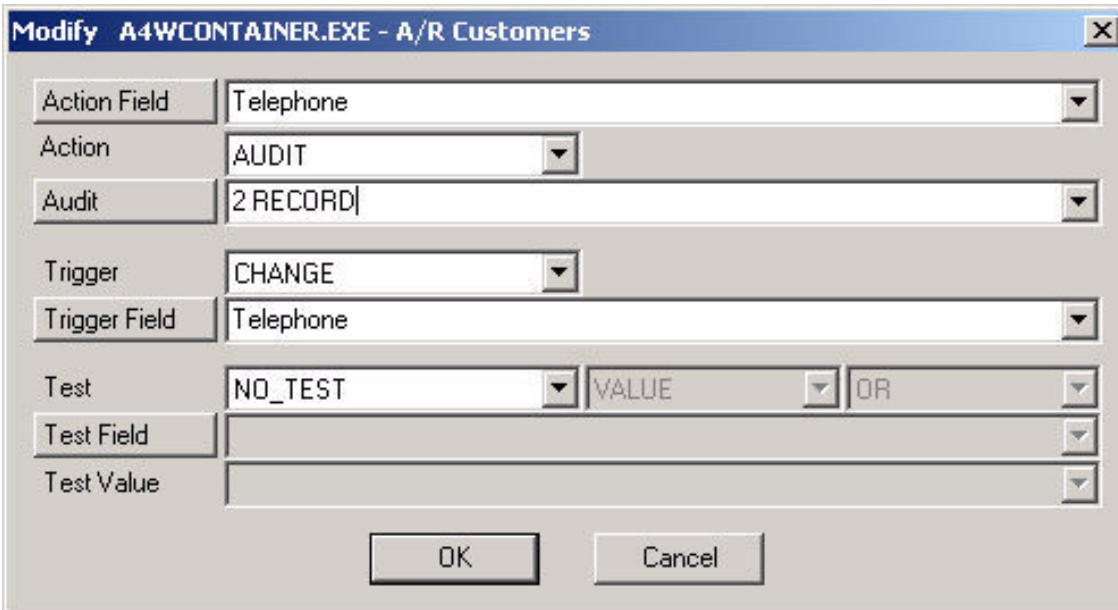 Modify A4WCONTAINER.EXE - A/R Customers
Action Field Telephone
Action AUDIT
Audit 2 RECORD
Trigger CHANGE
Trigger Field Telephone
Test NO_TEST VALUE OR
Test Field
Test Value
OK Cancel